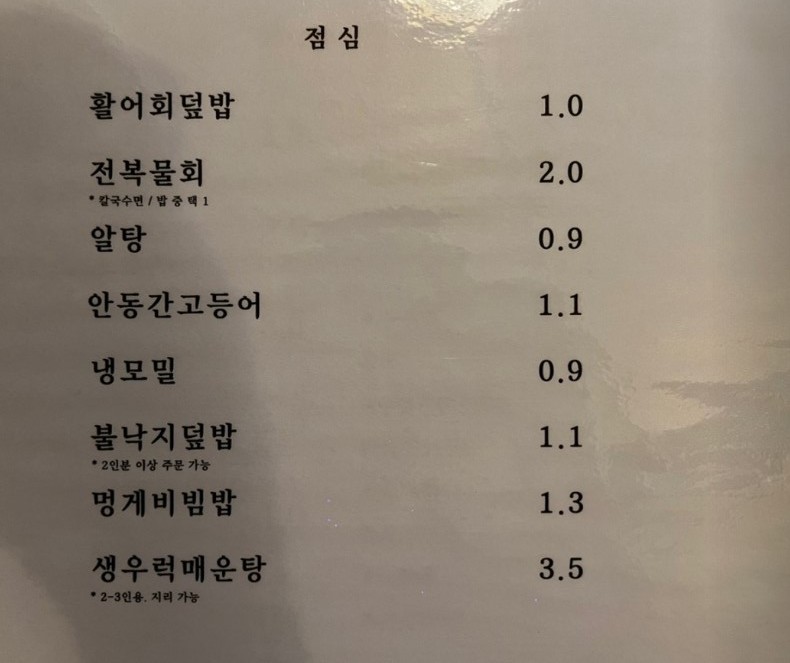 점 심
활어회덮밥 1.0
전복물회 2.0
* 칼국수면 / 밥 중 택 1
알탕 0.9
안동간고등어 1.1
냉모밀 0.9
불낙지덮밥 1.1
* 2인분 이상 주문 가능
멍게비빔밥 1.3
생우럭매운탕 3.5
* 2-3인용. 지리 가능